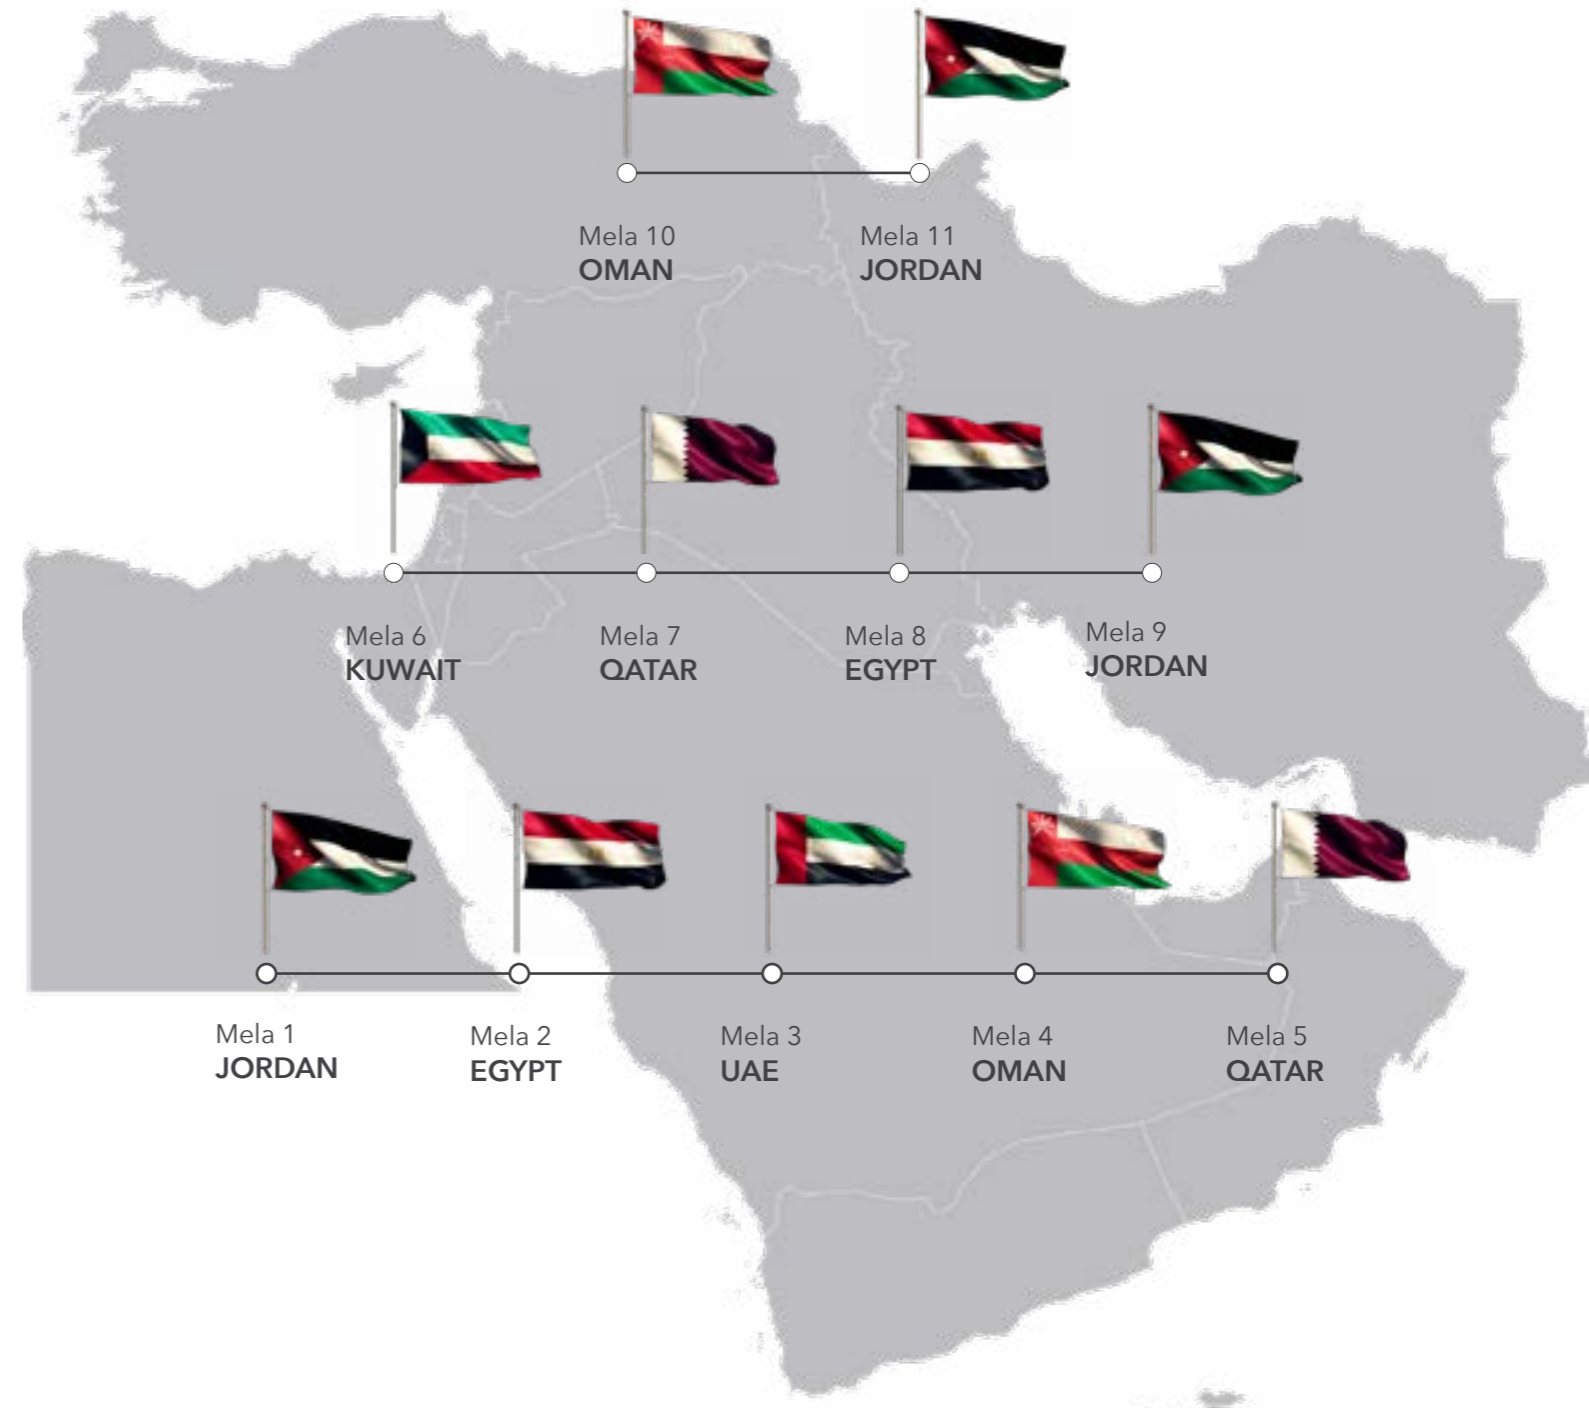 Mela 10
OMAN
Mela 11
JORDAN
Mela 6
KUWAIT
Mela 7
QATAR
Mela 8
EGYPT
Mela 9
JORDAN
Mela 1
JORDAN
Mela 2
EGYPT
Mela 3
UAE
Mela 4
OMAN
Mela 5
QATAR